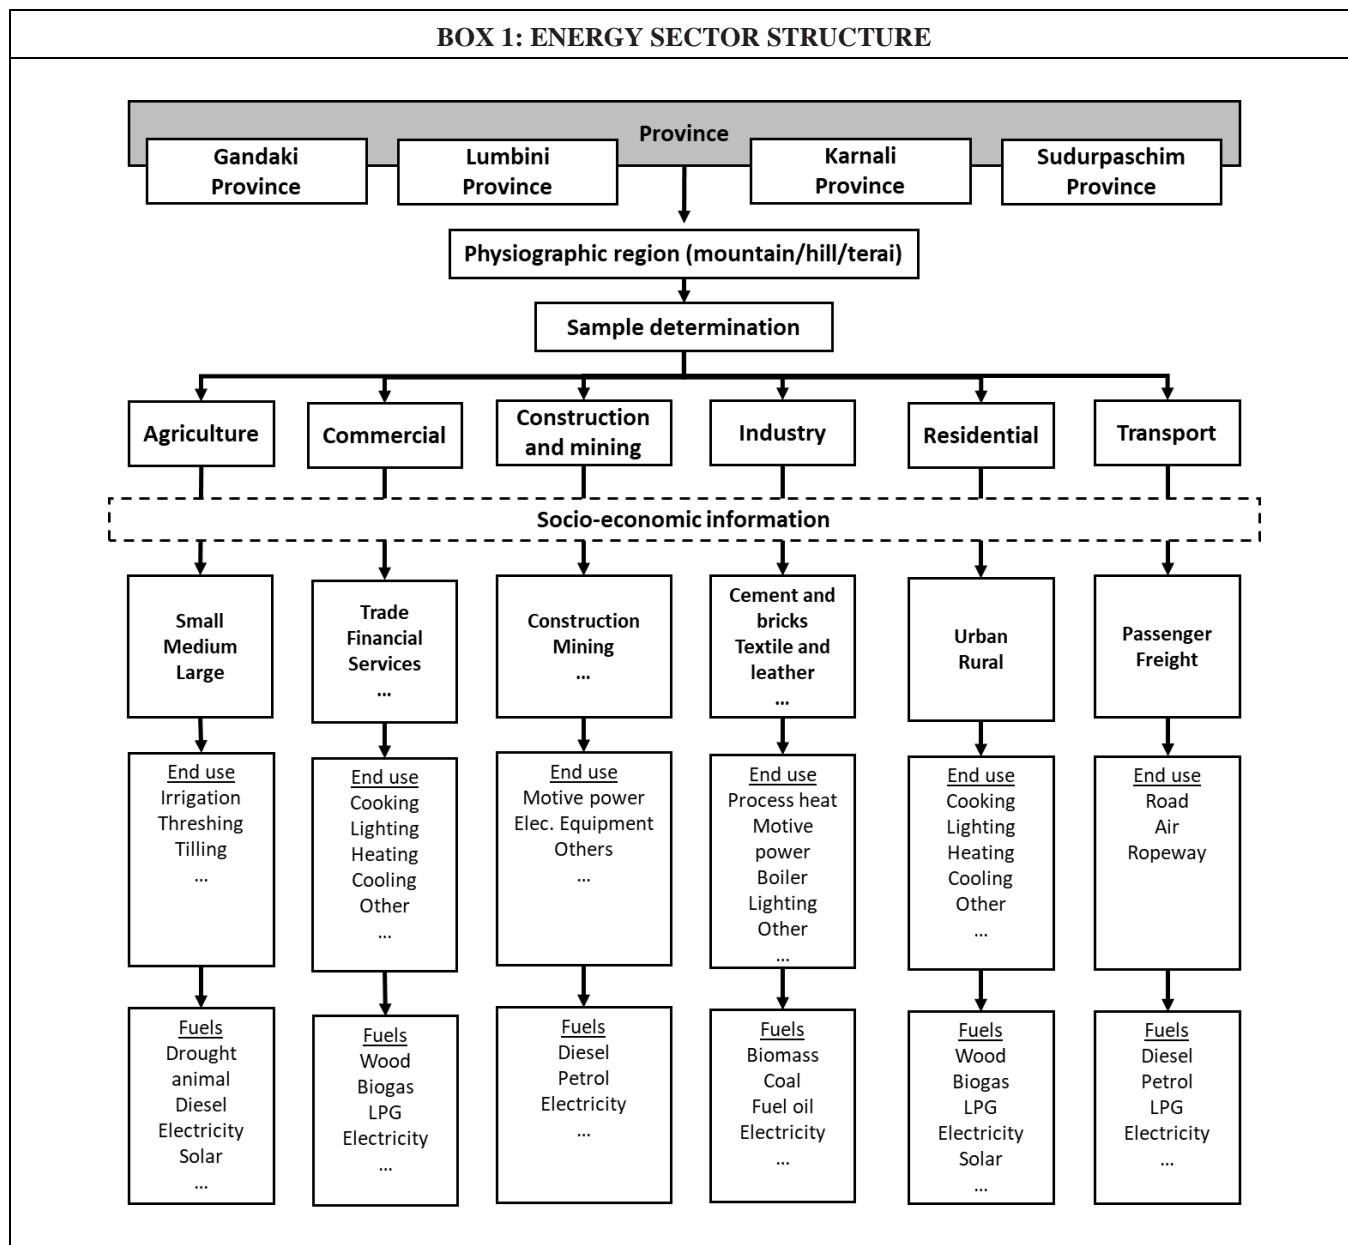 BOX 1: ENERGY SECTOR STRUCTURE
Province
Gandaki
Province
Lumbini
Province
Karnali
Province
Sudurpaschim
Province
Physiographic region (mountain/hill/terai)
Sample determination
Agriculture
Commercial
Construction
and mining
Industry
Residential
Transport
Socio-economic information
Small
Medium
Large
Trade
Financial
Services
...
Construction
Mining
...
Cement and
bricks
Textile and
leather
...
Urban
Rural
Passenger
Freight
End use
Irrigation
Threshing
Tilling
...
End use
Cooking
Lighting
Heating
Cooling
Other
...
End use
Motive power
Elec. Equipment
Others
...
End use
Process heat
Motive
power
Boiler
Lighting
Other
...
End use
Cooking
Lighting
Heating
Cooling
Other
...
End use
Road
Air
Ropeway
Fuels
Drought
animal
Diesel
Electricity
Solar
...
Fuels
Wood
Biogas
LPG
Electricity
...
Fuels
Diesel
Petrol
Electricity
...
Fuels
Biomass
Coal
Fuel oil
Electricity
...
Fuels
Wood
Biogas
LPG
Electricity
Solar
...
Fuels
Diesel
Petrol
LPG
Electricity
...